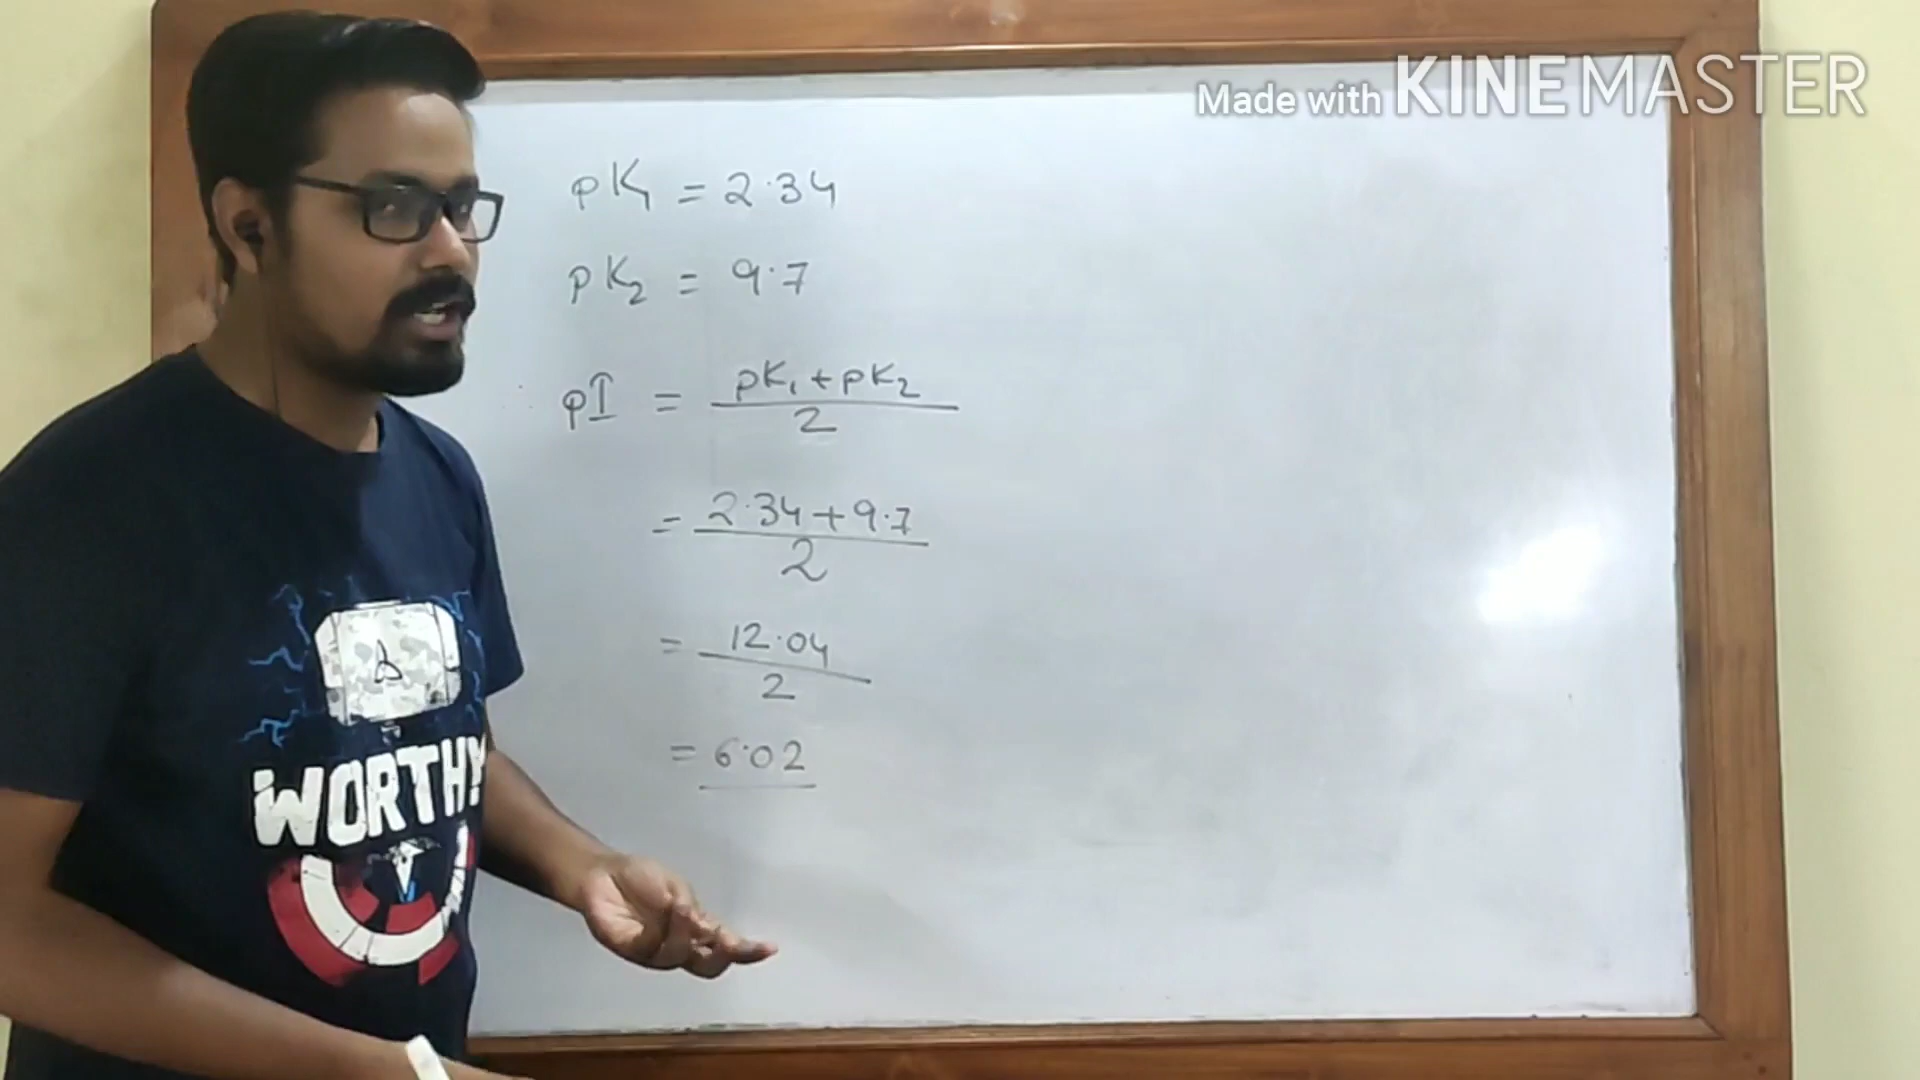 Made with KINEMASTER
pK1 = 2.34
pK2 = 9.7
pI = pK1+pK2
2
= 2.34+9.7
2
= 12.04
2
= 6.02
WORTHY